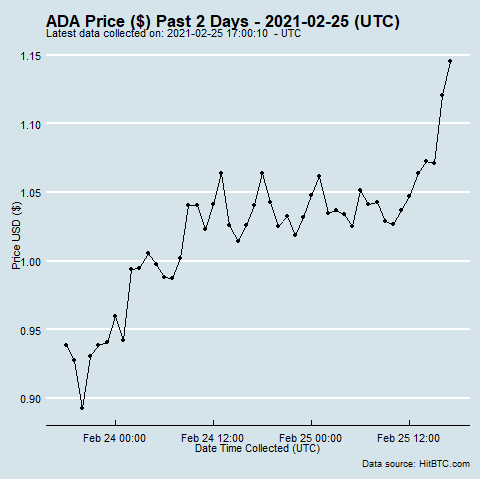 ADA Price ($) Past 2 Days - 2021-02-25 (UTC)
Latest data collected on: 2021-02-25 17:00:10 - UTC
1.15
1.10
1.05
1.00
0.95
0.90
Price USD ($)
Feb 24 00:00 Feb 24 12:00 Feb 25 00:00 Feb 25 12:00
Date Time Collected (UTC)
Data source: HitBTC.com